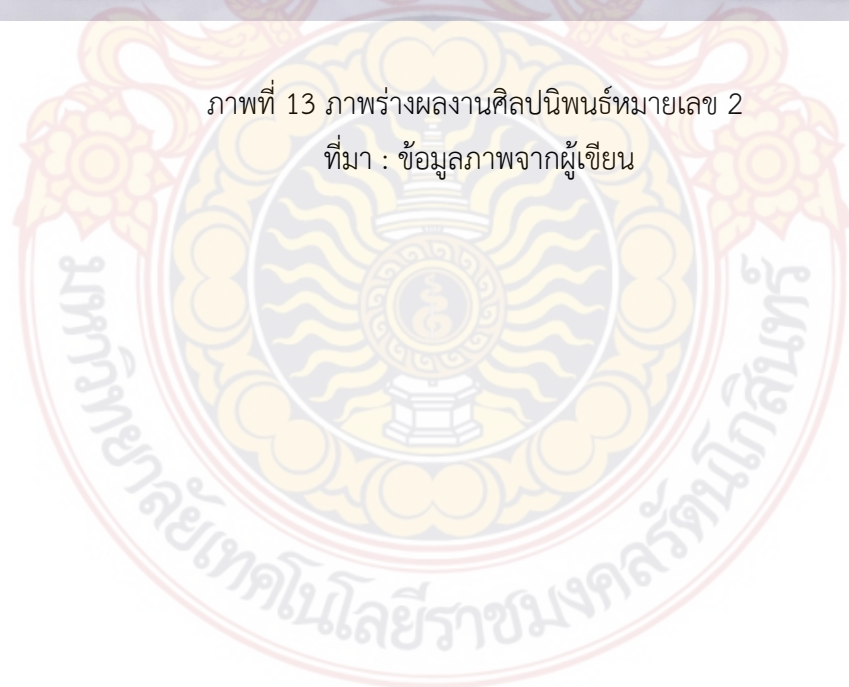 ภาพที่ 13 ภาพร่างผลงานศิลปนิพนธ์หมายเลข 2
ที่มา : ข้อมูลภาพจากผู้เขียน
มหาวิทยาลัยเทคโนโลยีราชมงคลรัตนโกสินทร์